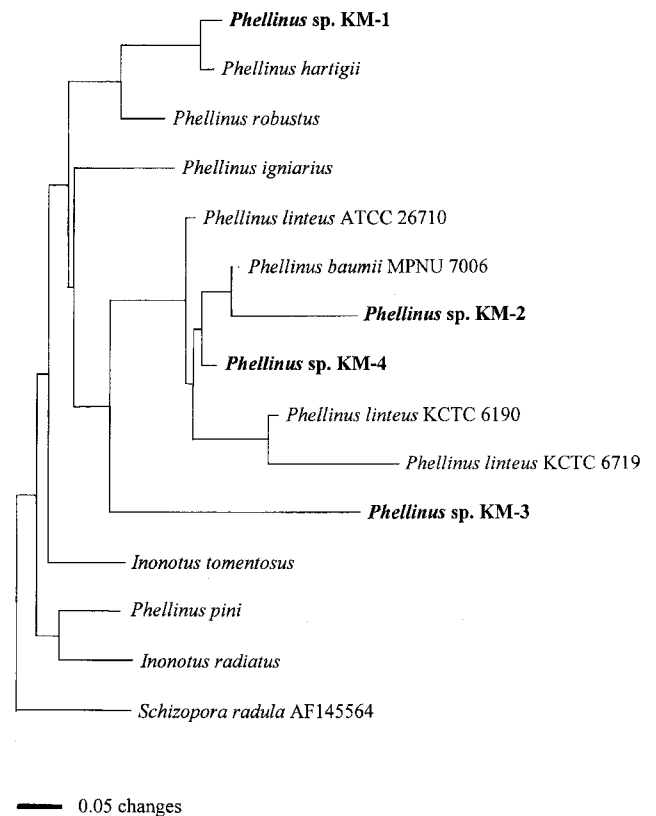 Phellinus sp. KM-1
Phellinus hartigii
Phellinus robustus
Phellinus igniarius
Phellinus linteus ATCC 26710
Phellinus baumii MPNU 7006
Phellinus sp. KM-2
Phellinus sp. KM-4
Phellinus linteus KCTC 6190
Phellinus linteus KCTC 6719
Phellinus sp. KM-3
Inonotus tomentosus
Phellinus pini
Inonotus radiatus
Schizopora radula AF145564
0.05 changes